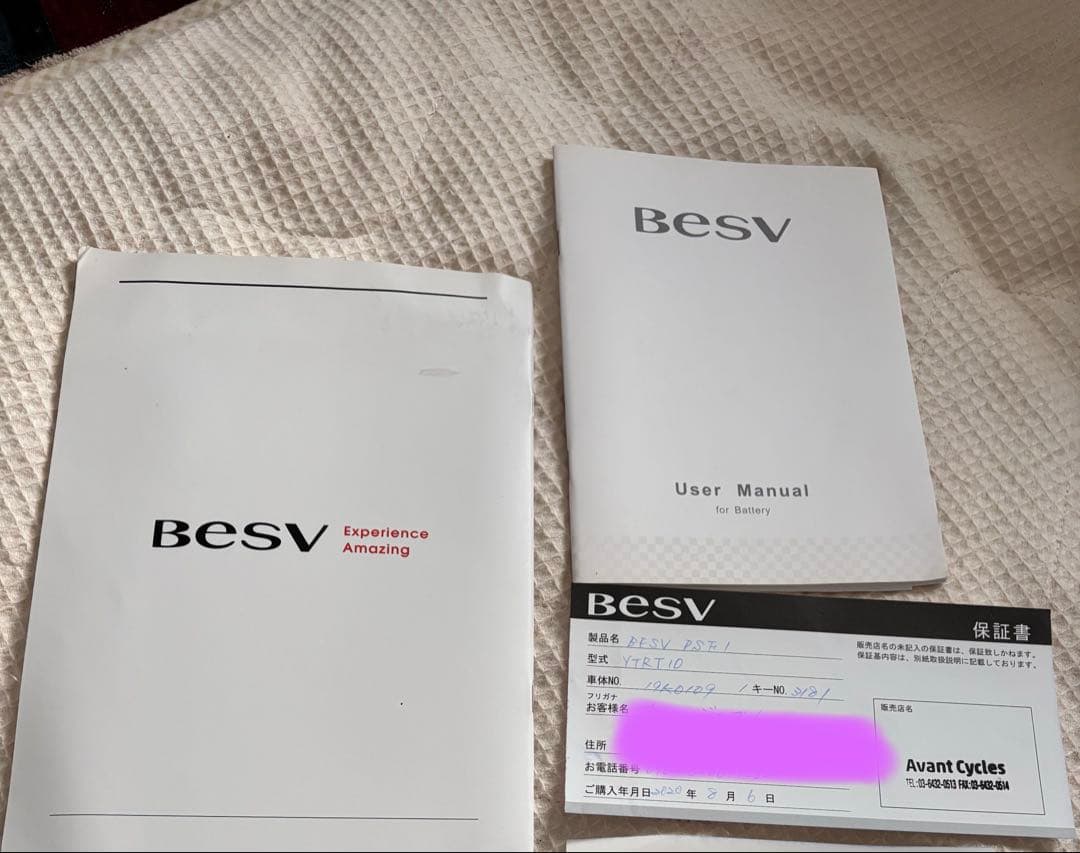 BESV
Experience
Amazing
BESV
User Manual
for Battery
BESV
保証書
製品名 BESV PSF1
型式 YTRT10
車体NO. 19K0109 / キーNO. 3181
フリガナ
お客様名
住所
お電話番号
ご購入年月日 2020 年 8 月 6 日
販売店名の未記入の保証書は、保証致しかねます。
保証基内容は、別紙取扱説明に記載しております。
販売店名
Avant Cycles
TEL:03-6432-0513 FAX:03-6432-0514